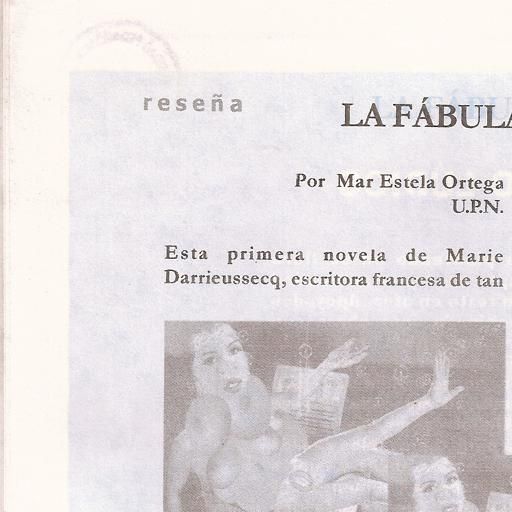 reseña
LA FÁBULA
Por Mar Estela Ortega
U.P.N.
Esta primera novela de Marie
Darrieussecq, escritora francesa de tan